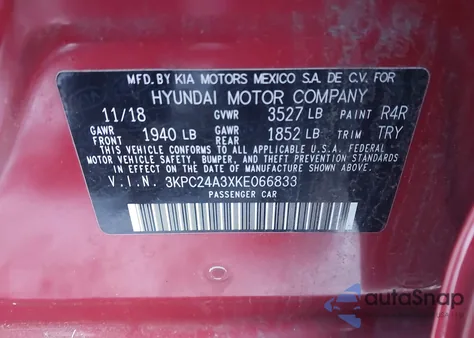 MFD. BY KIA MOTORS MEXICO S.A. DE C.V. FOR
HYUNDAI MOTOR COMPANY
11/18 GVWR 3527 LB PAINT R4R
GAWR FRONT 1940 LB GAWR REAR 1852 LB TRIM TRY
THIS VEHICLE CONFORMS TO ALL APPLICABLE U.S.A. FEDERAL
MOTOR VEHICLE SAFETY, BUMPER, AND THEFT PREVENTION STANDARDS
IN EFFECT ON THE DATE OF MANUFACTURE SHOWN ABOVE.
V.I.N. 3KPC24A3XKE066833
PASSENGER CAR
autoSnap